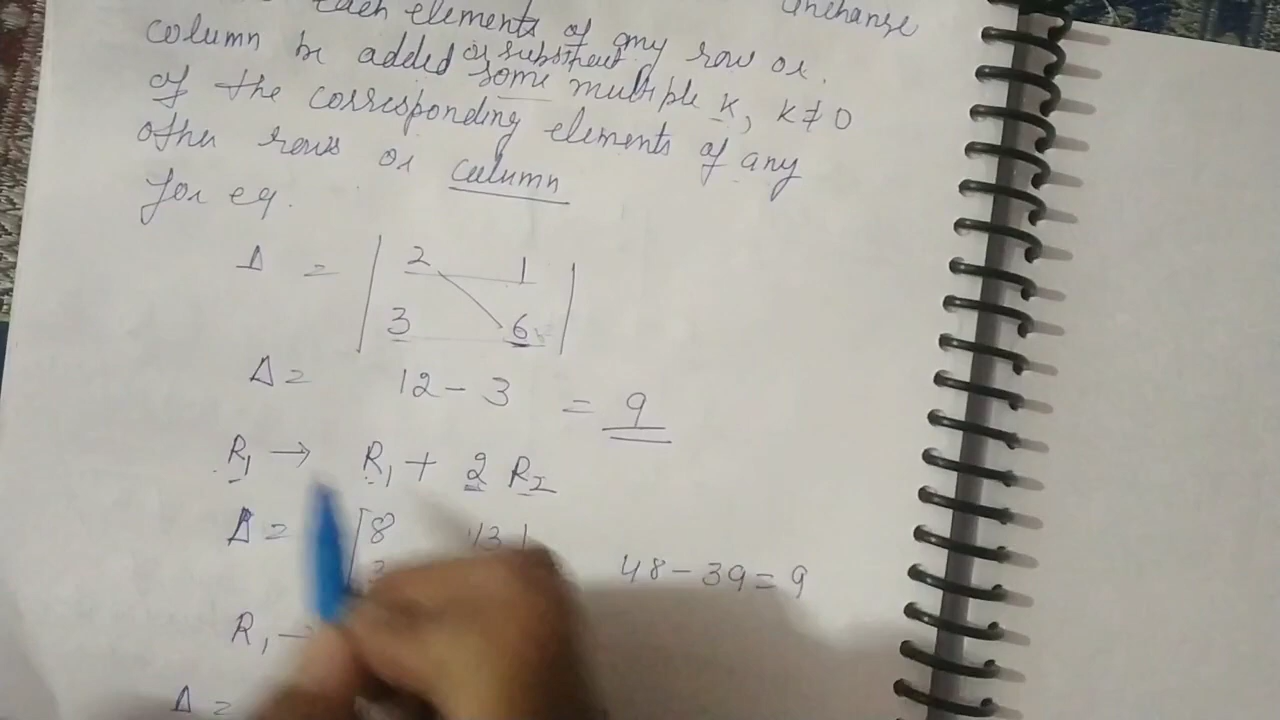 Each elements of any row or unchange
column be added or substract
some multiple K, K≠0
of the corresponding elements of any
other rows or column
for eg.
Δ = | 2 1 |
| 3 6 |
Δ = 12 - 3 = 9
R1 → R1 + 2 R2
Δ = | 8 13 |
48 - 39 = 9
R1 →
Δ =